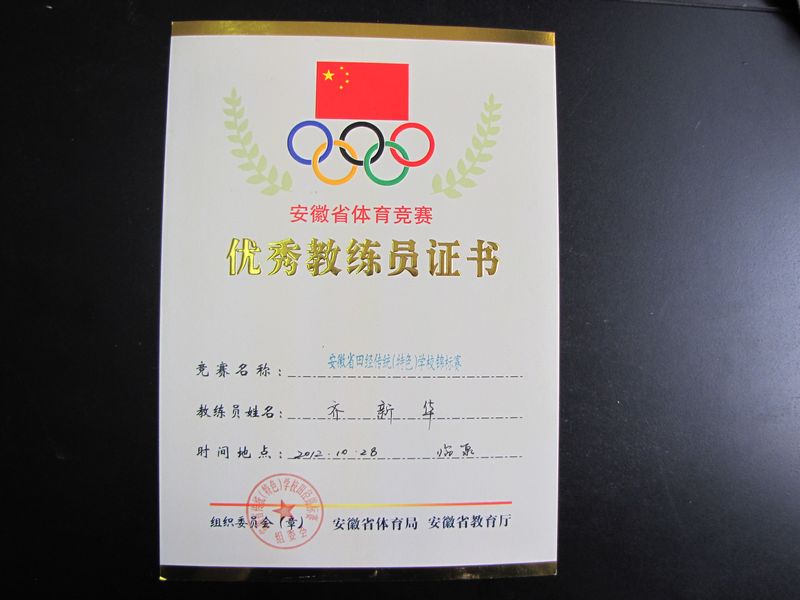 安徽省体育竞赛
优秀教练员证书
竞赛名称：安徽省田径传统(特色)学校锦标赛
教练员姓名：齐新华
时间地点：2012.10.28 临泉
组织委员会（章） 安徽省体育局 安徽省教育厅
组委会